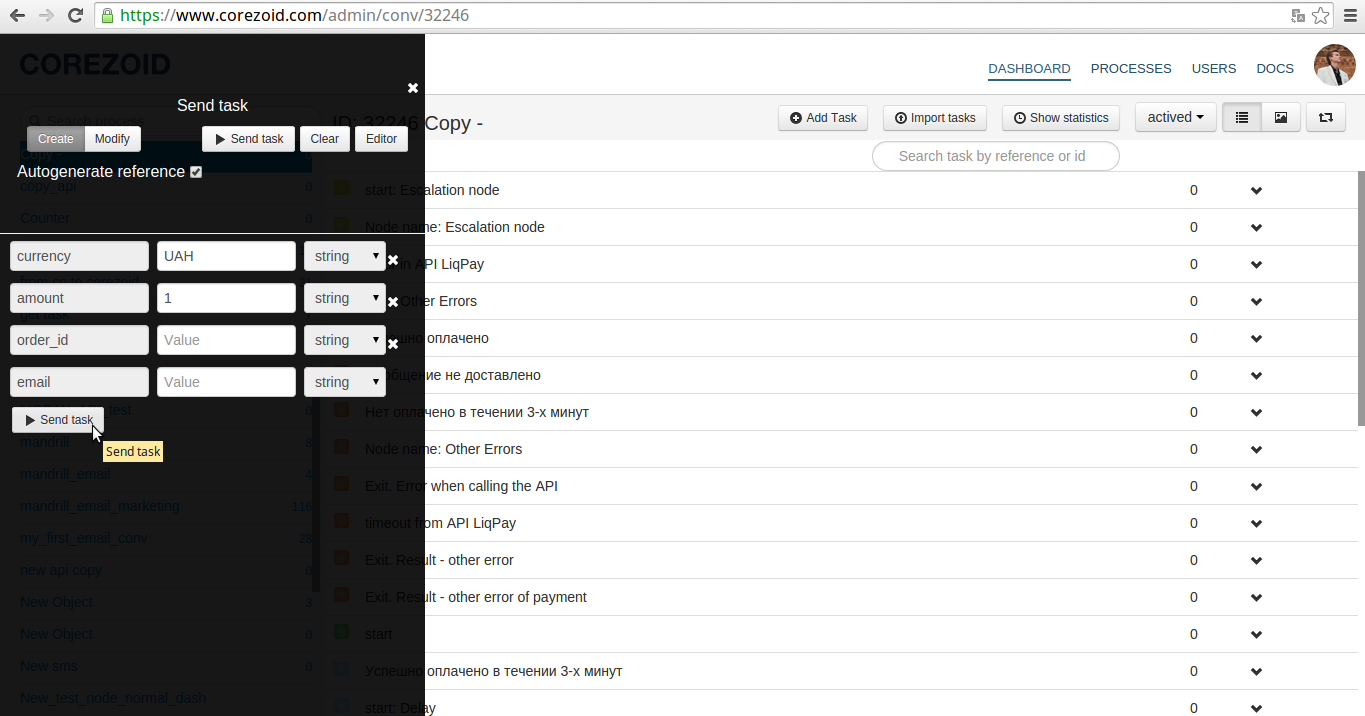 https://www.corezoid.com/admin/conv/32246
COREZOID
DASHBOARD PROCESSES USERS DOCS
Send task
Search process
Create Modify Send task Clear Editor
ID: 32246 Copy -
Add Task Import tasks Show statistics actived
Autogenerate reference
Search task by reference or id
Copy - 0
copy_api 0
Counter 0
currency UAH string
amount 1 string
order_id Value string
email Value string
Send task
Send task
mandrill 8
mandrill_email 4
mandrill_email_marketing 116
my_first_email_conv 28
new api copy 0
New Object 3
New Object 0
New sms 0
New_test_node_normal_dash
start: Escalation node 0
Node name: Escalation node 0
in API LiqPay 0
Other Errors 0
оплачено 0
не доставлено 0
Нет оплачено в течении 3-х минут 0
Node name: Other Errors 0
Exit. Error when calling the API 0
timeout from API LiqPay 0
Exit. Result - other error 0
Exit. Result - other error of payment 0
start 0
Успешно оплачено в течении 3-х минут 0
start: Delay 0